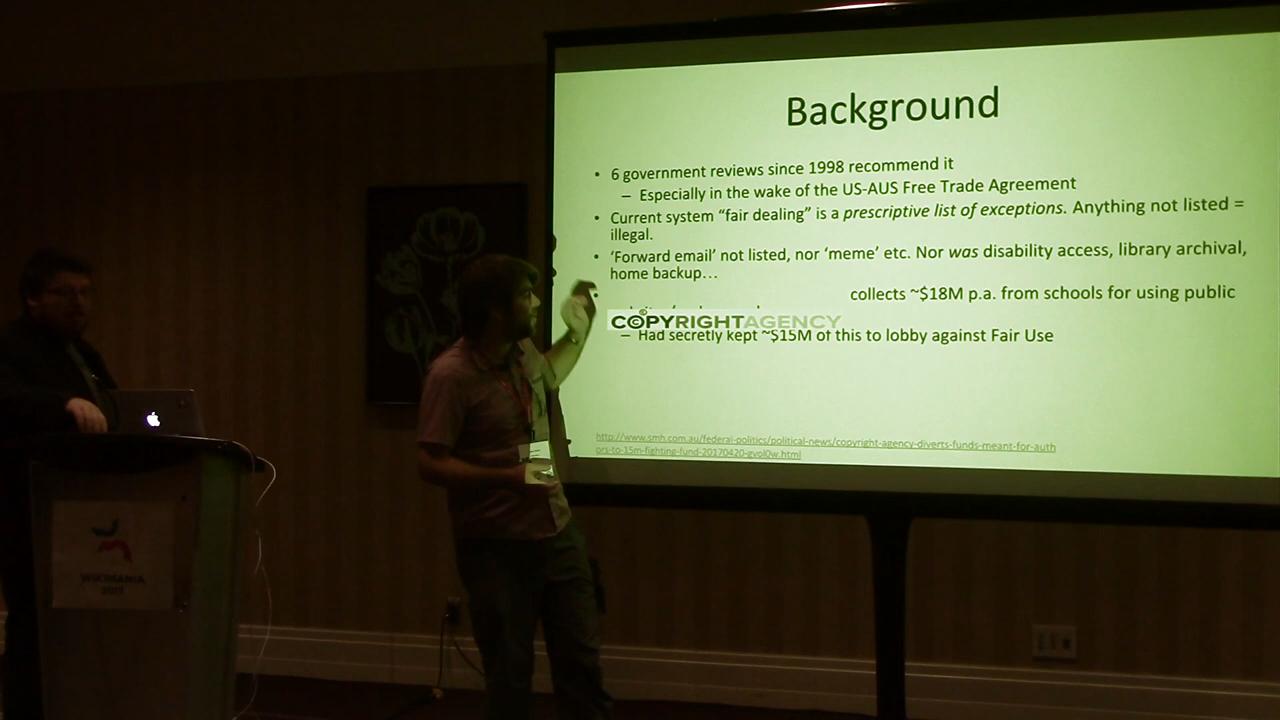 Background
• 6 government reviews since 1998 recommend it
– Especially in the wake of the US-AUS Free Trade Agreement
• Current system “fair dealing” is a prescriptive list of exceptions. Anything not listed =
illegal.
• ‘Forward email’ not listed, nor ‘meme’ etc. Nor was disability access, library archival,
home backup…
collects ~$18M p.a. from schools for using public
COPYRIGHTAGENCY
– Had secretly kept ~$15M of this to lobby against Fair Use
http://www.smh.com.au/federal-politics/political-news/copyright-agency-diverts-funds-meant-for-auth
ors-to-15m-fighting-fund-20170420-gvol0w.html
WIKIMANIA
2017